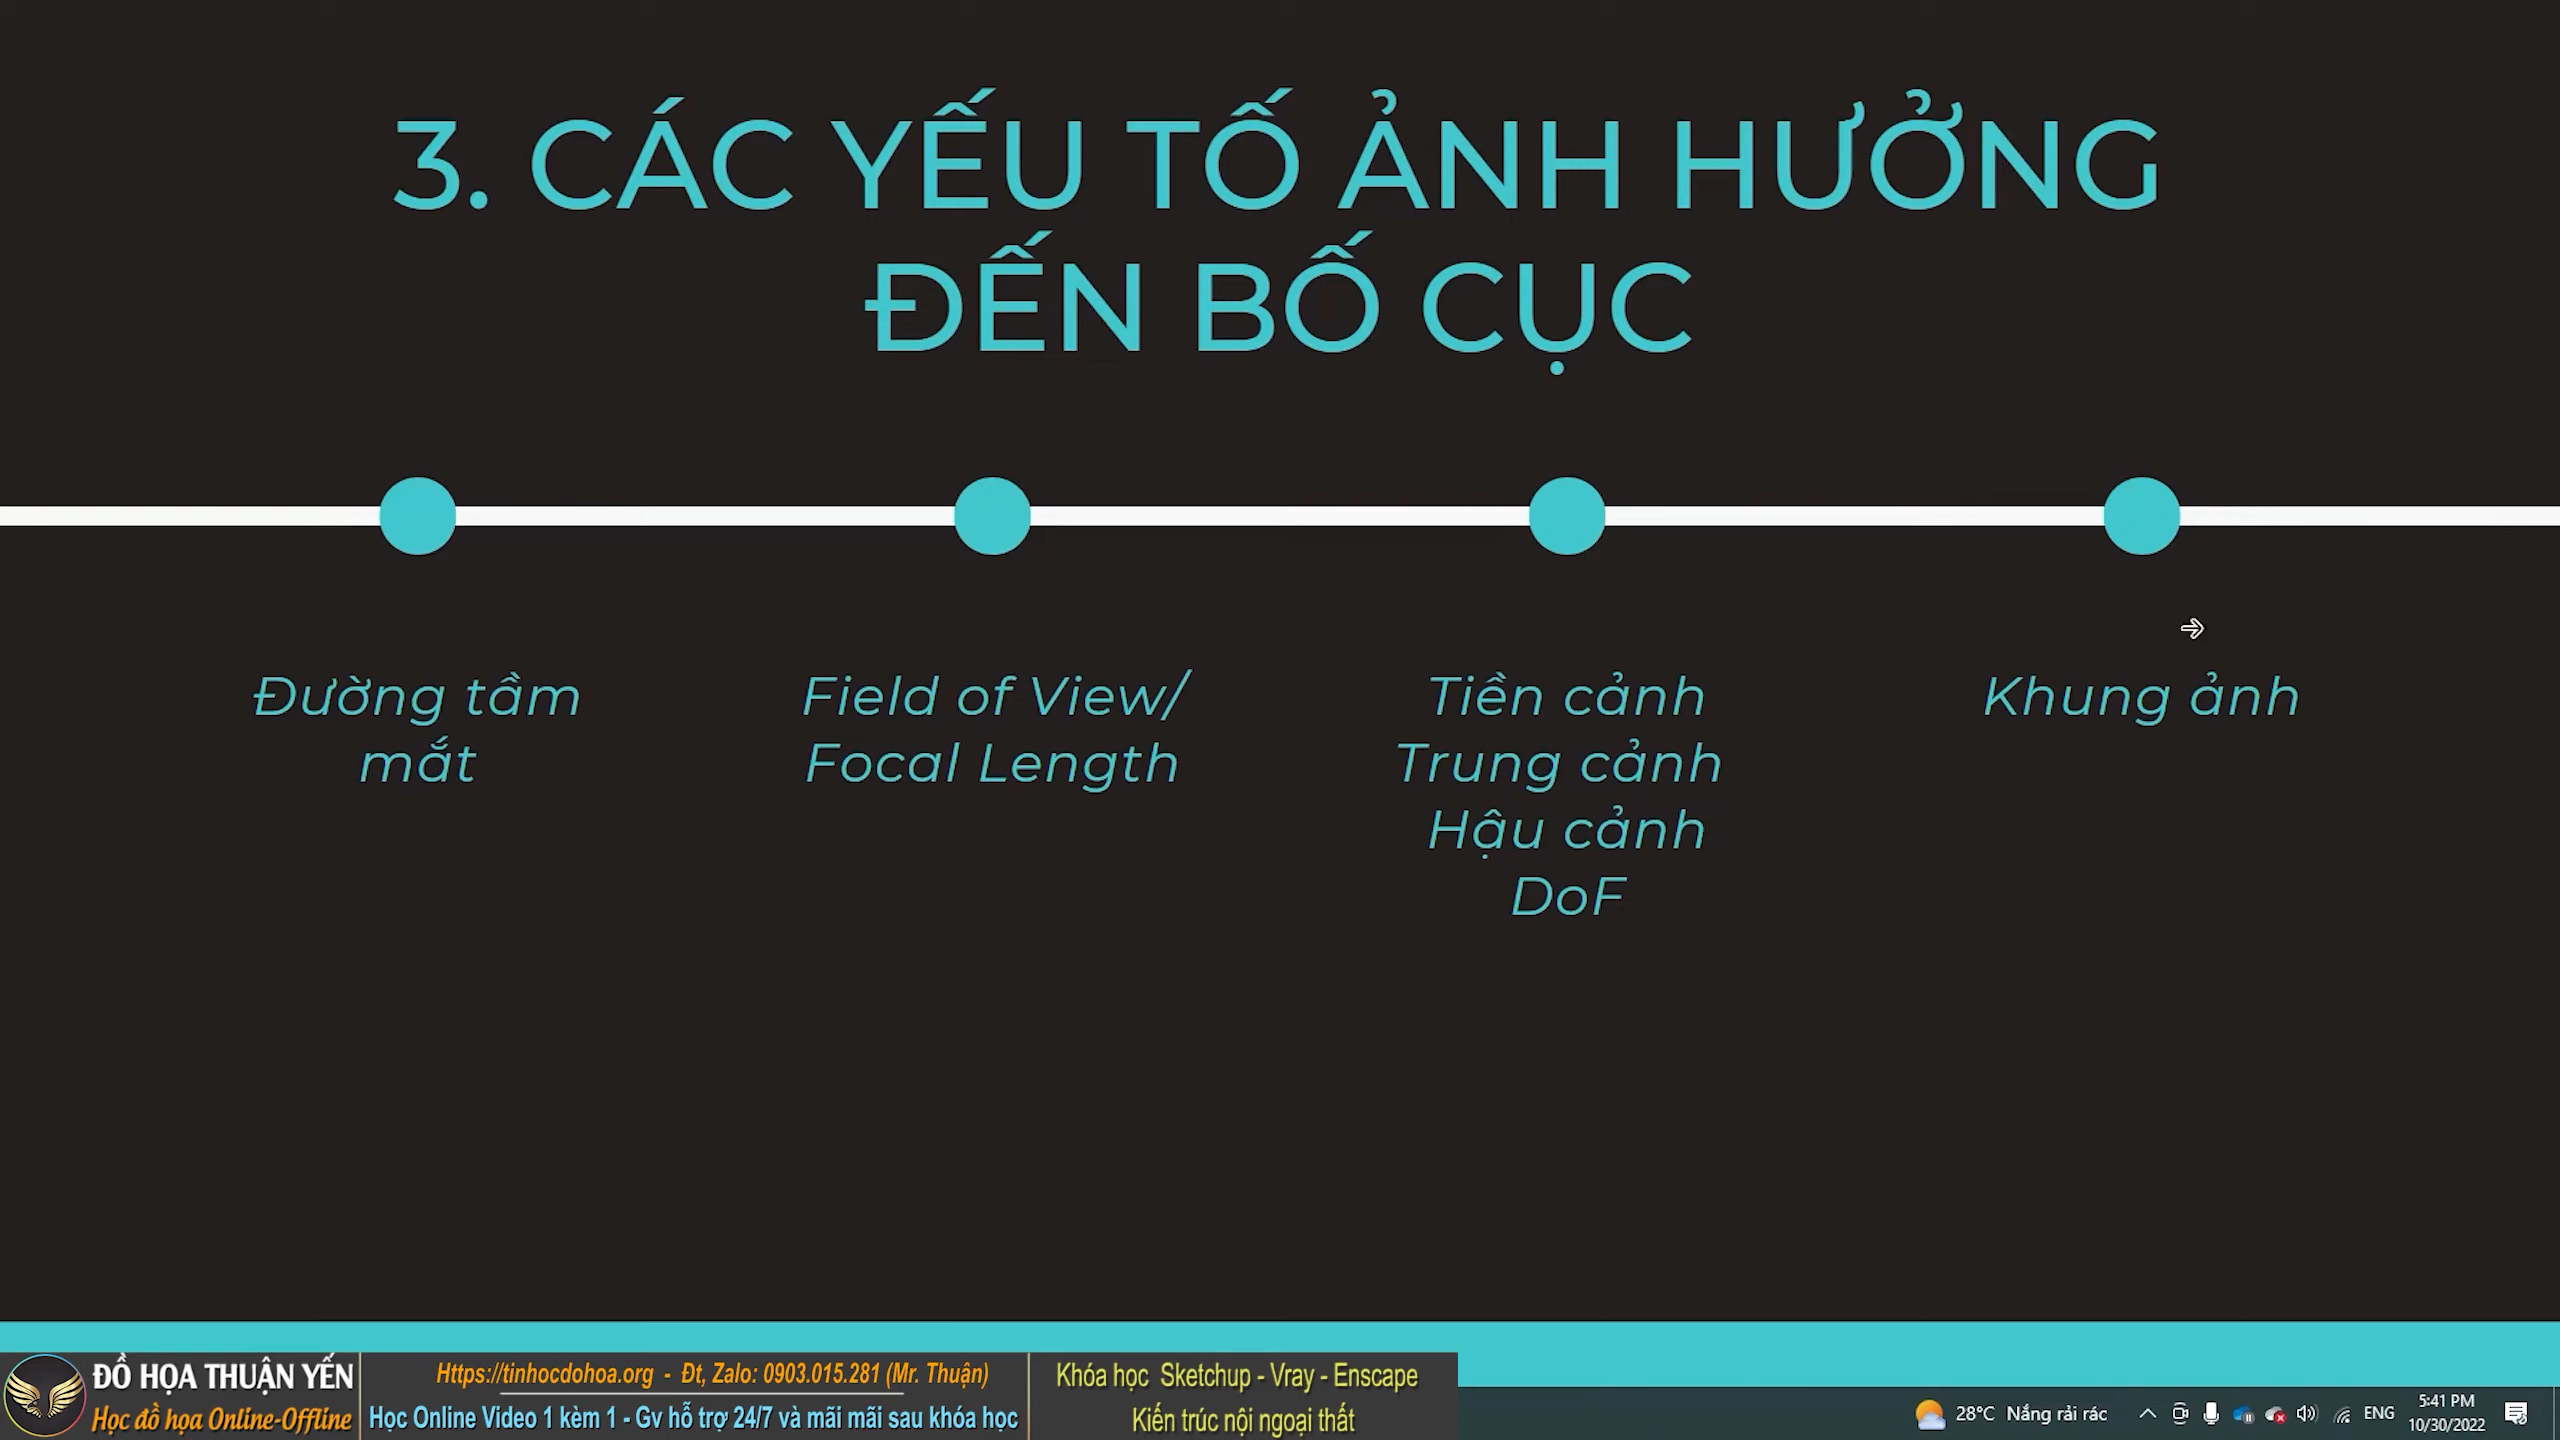 3. CÁC YẾU TỐ ẢNH HƯỞNG
ĐẾN BỐ CỤC
Đường tầm
mắt
Field of View/
Focal Length
Tiền cảnh
Trung cảnh
Hậu cảnh
DoF
Khung ảnh
ĐỒ HỌA THUẬN YẾN
Học đồ họa Online-Offline
Https://tinhocdohoa.org - Đt, Zalo: 0903.015.281 (Mr. Thuận)
Học Online Video 1 kèm 1 - Gv hỗ trợ 24/7 và mãi mãi sau khóa học
Khóa học Sketchup - Vray - Enscape
Kiến trúc nội ngoại thất
28°C Nắng rải rác
ENG
5:41 PM
10/30/2022